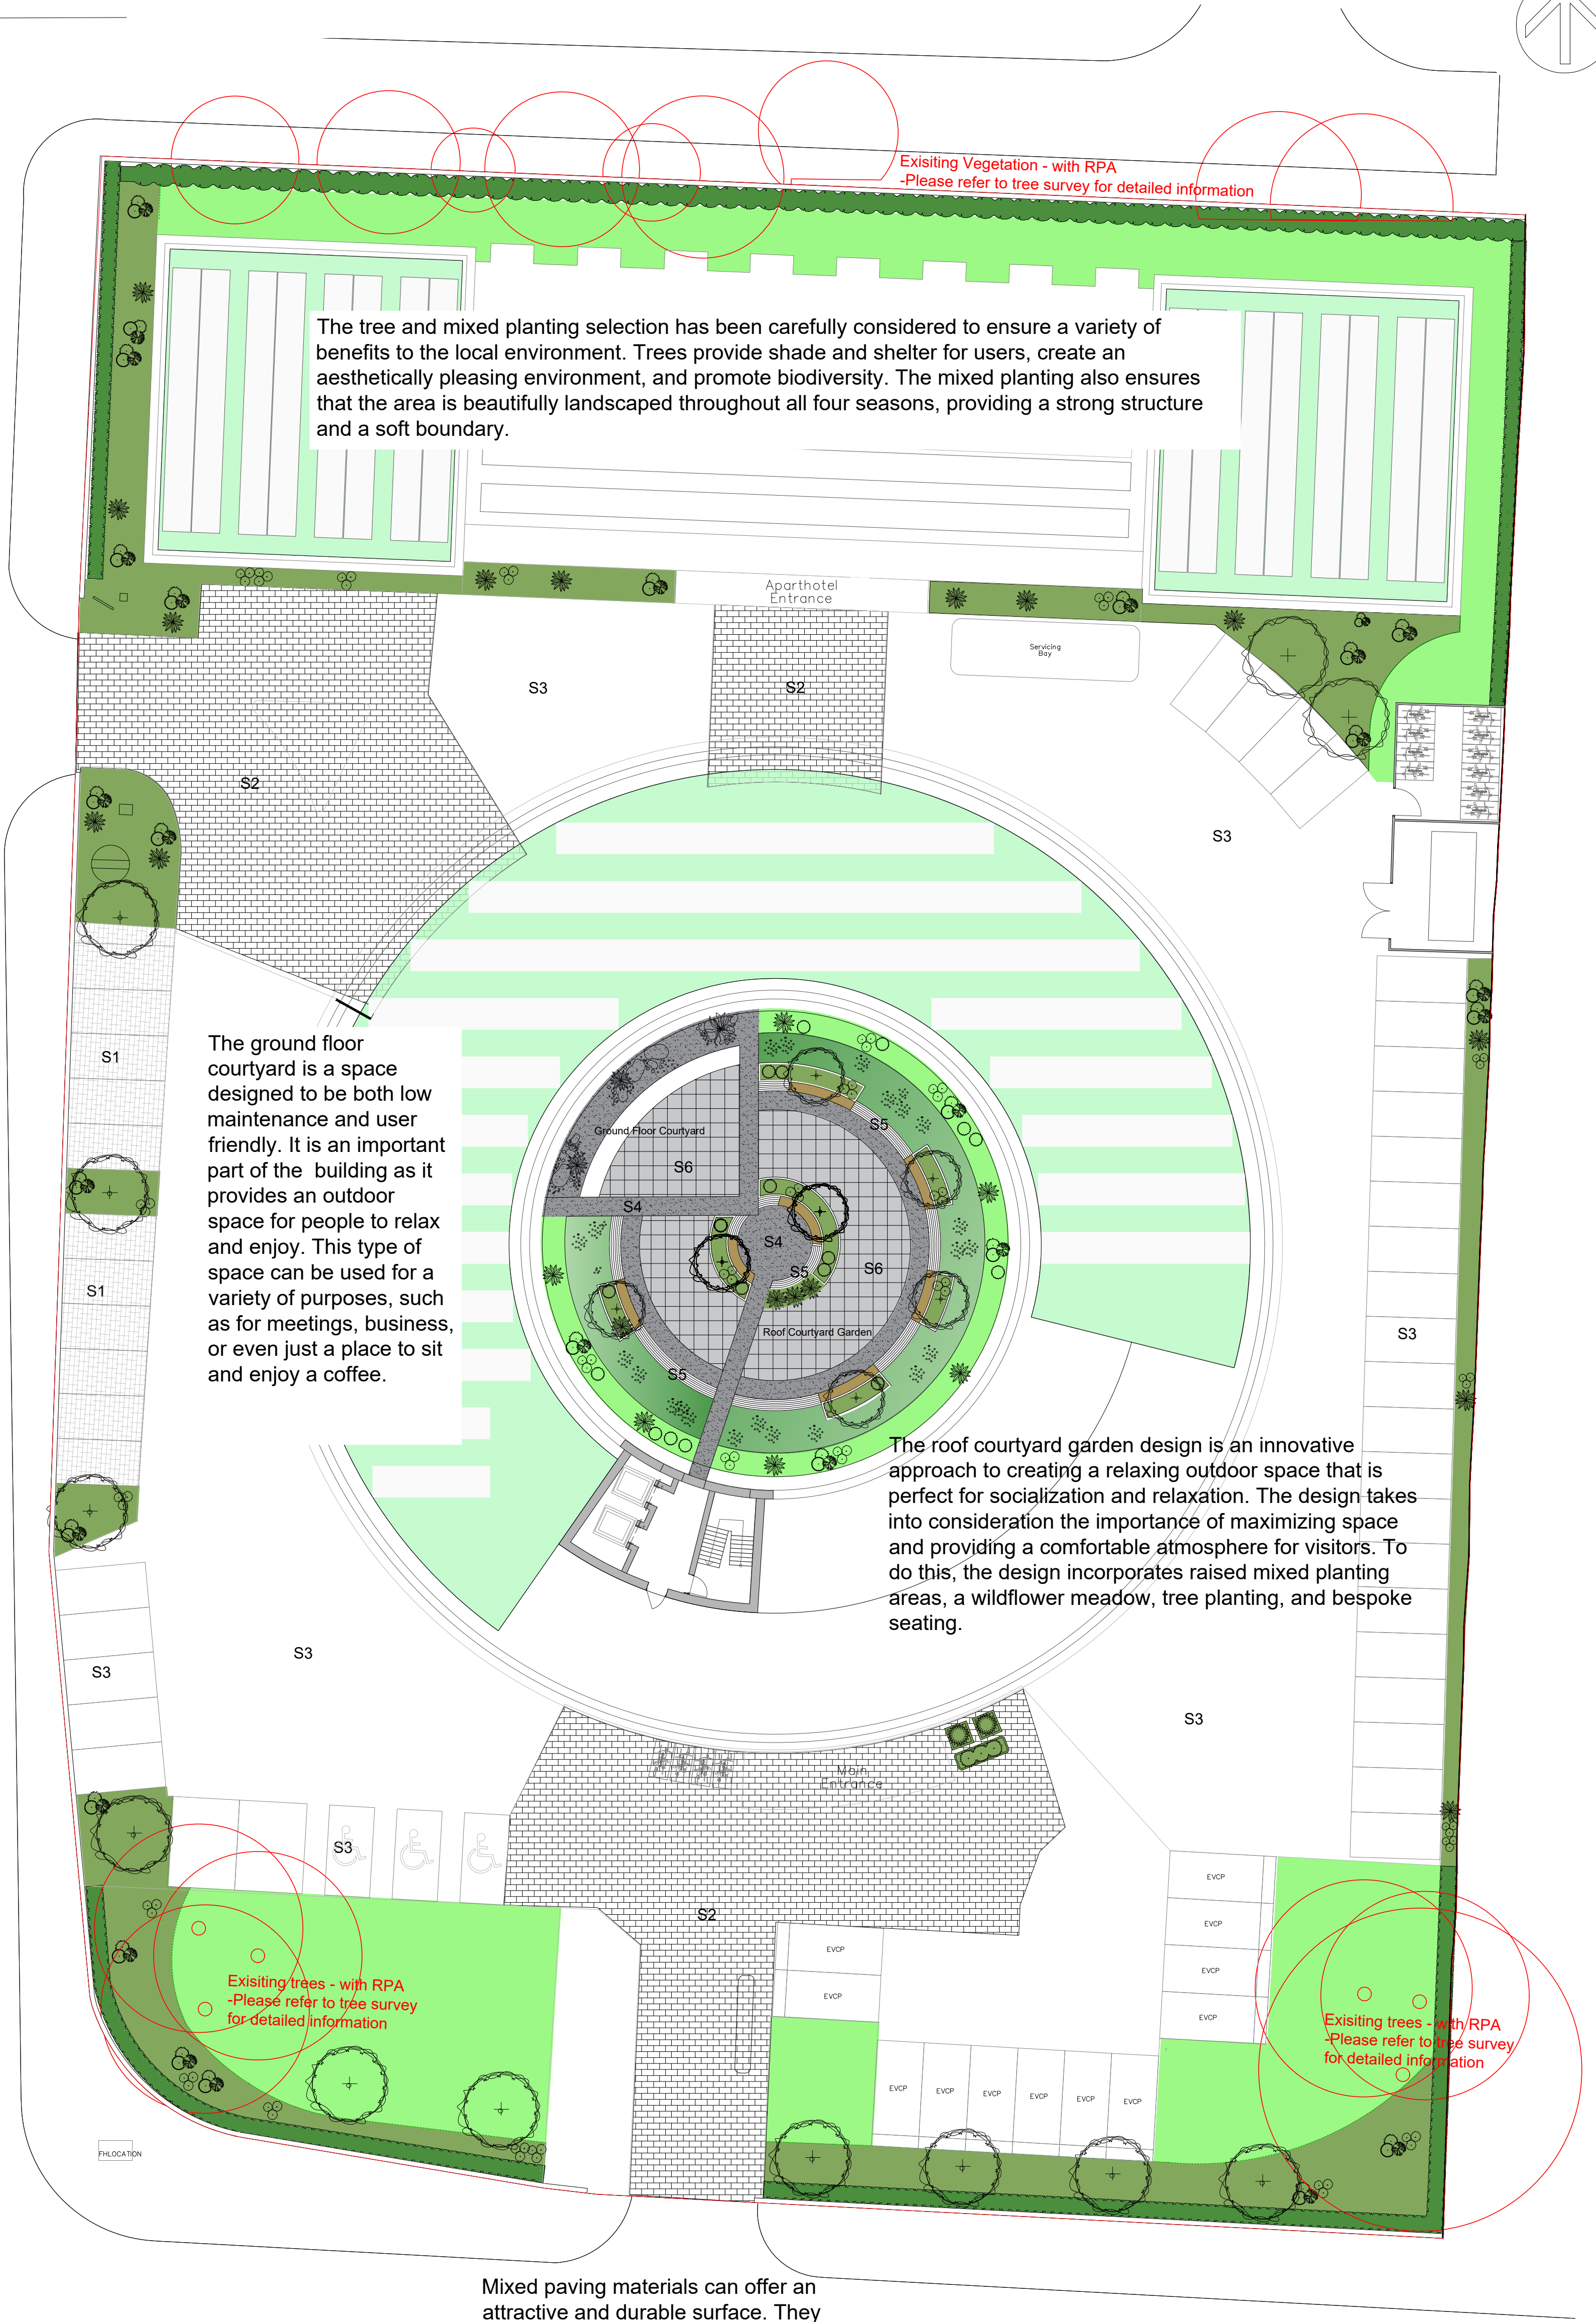 Exisiting Vegetation - with RPA
-Please refer to tree survey for detailed information
The tree and mixed planting selection has been carefully considered to ensure a variety of
benefits to the local environment. Trees provide shade and shelter for users, create an
aesthetically pleasing environment, and promote biodiversity. The mixed planting also ensures
that the area is beautifully landscaped throughout all four seasons, providing a strong structure
and a soft boundary.
Aparthotel
Entrance
Servicing
Bay
S3
S2
S2
S3
The ground floor
courtyard is a space
designed to be both low
maintenance and user
friendly. It is an important
part of the building as it
provides an outdoor
space for people to relax
and enjoy. This type of
space can be used for a
variety of purposes, such
as for meetings, business,
or even just a place to sit
and enjoy a coffee.
S1
S1
Ground Floor Courtyard
S6
S5
S4
S4
S5
S6
Roof Courtyard Garden
S5
S3
The roof courtyard garden design is an innovative
approach to creating a relaxing outdoor space that is
perfect for socialization and relaxation. The design takes
into consideration the importance of maximizing space
and providing a comfortable atmosphere for visitors. To
do this, the design incorporates raised mixed planting
areas, a wildflower meadow, tree planting, and bespoke
seating.
S3
S3
S3
Main
Entrance
S3
S2
EVCP
EVCP
EVCP
EVCP
EVCP
EVCP
Exisiting trees - with RPA
-Please refer to tree survey
for detailed information
Exisiting trees - with RPA
-Please refer to tree survey
for detailed information
EVCP
EVCP
EVCP
EVCP
EVCP
EVCP
FHLOCATION
Mixed paving materials can offer an
attractive and durable surface. They